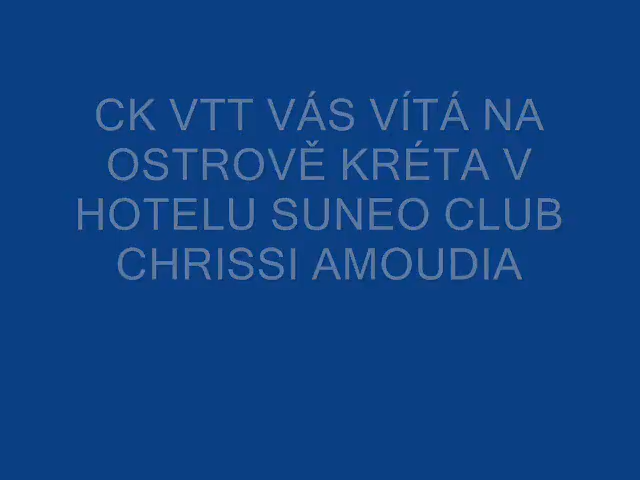 CK VTT VÁS VÍTÁ NA
OSTROVĚ KRÉTA V
HOTELU SUNEO CLUB
CHRISSI AMOUDIA